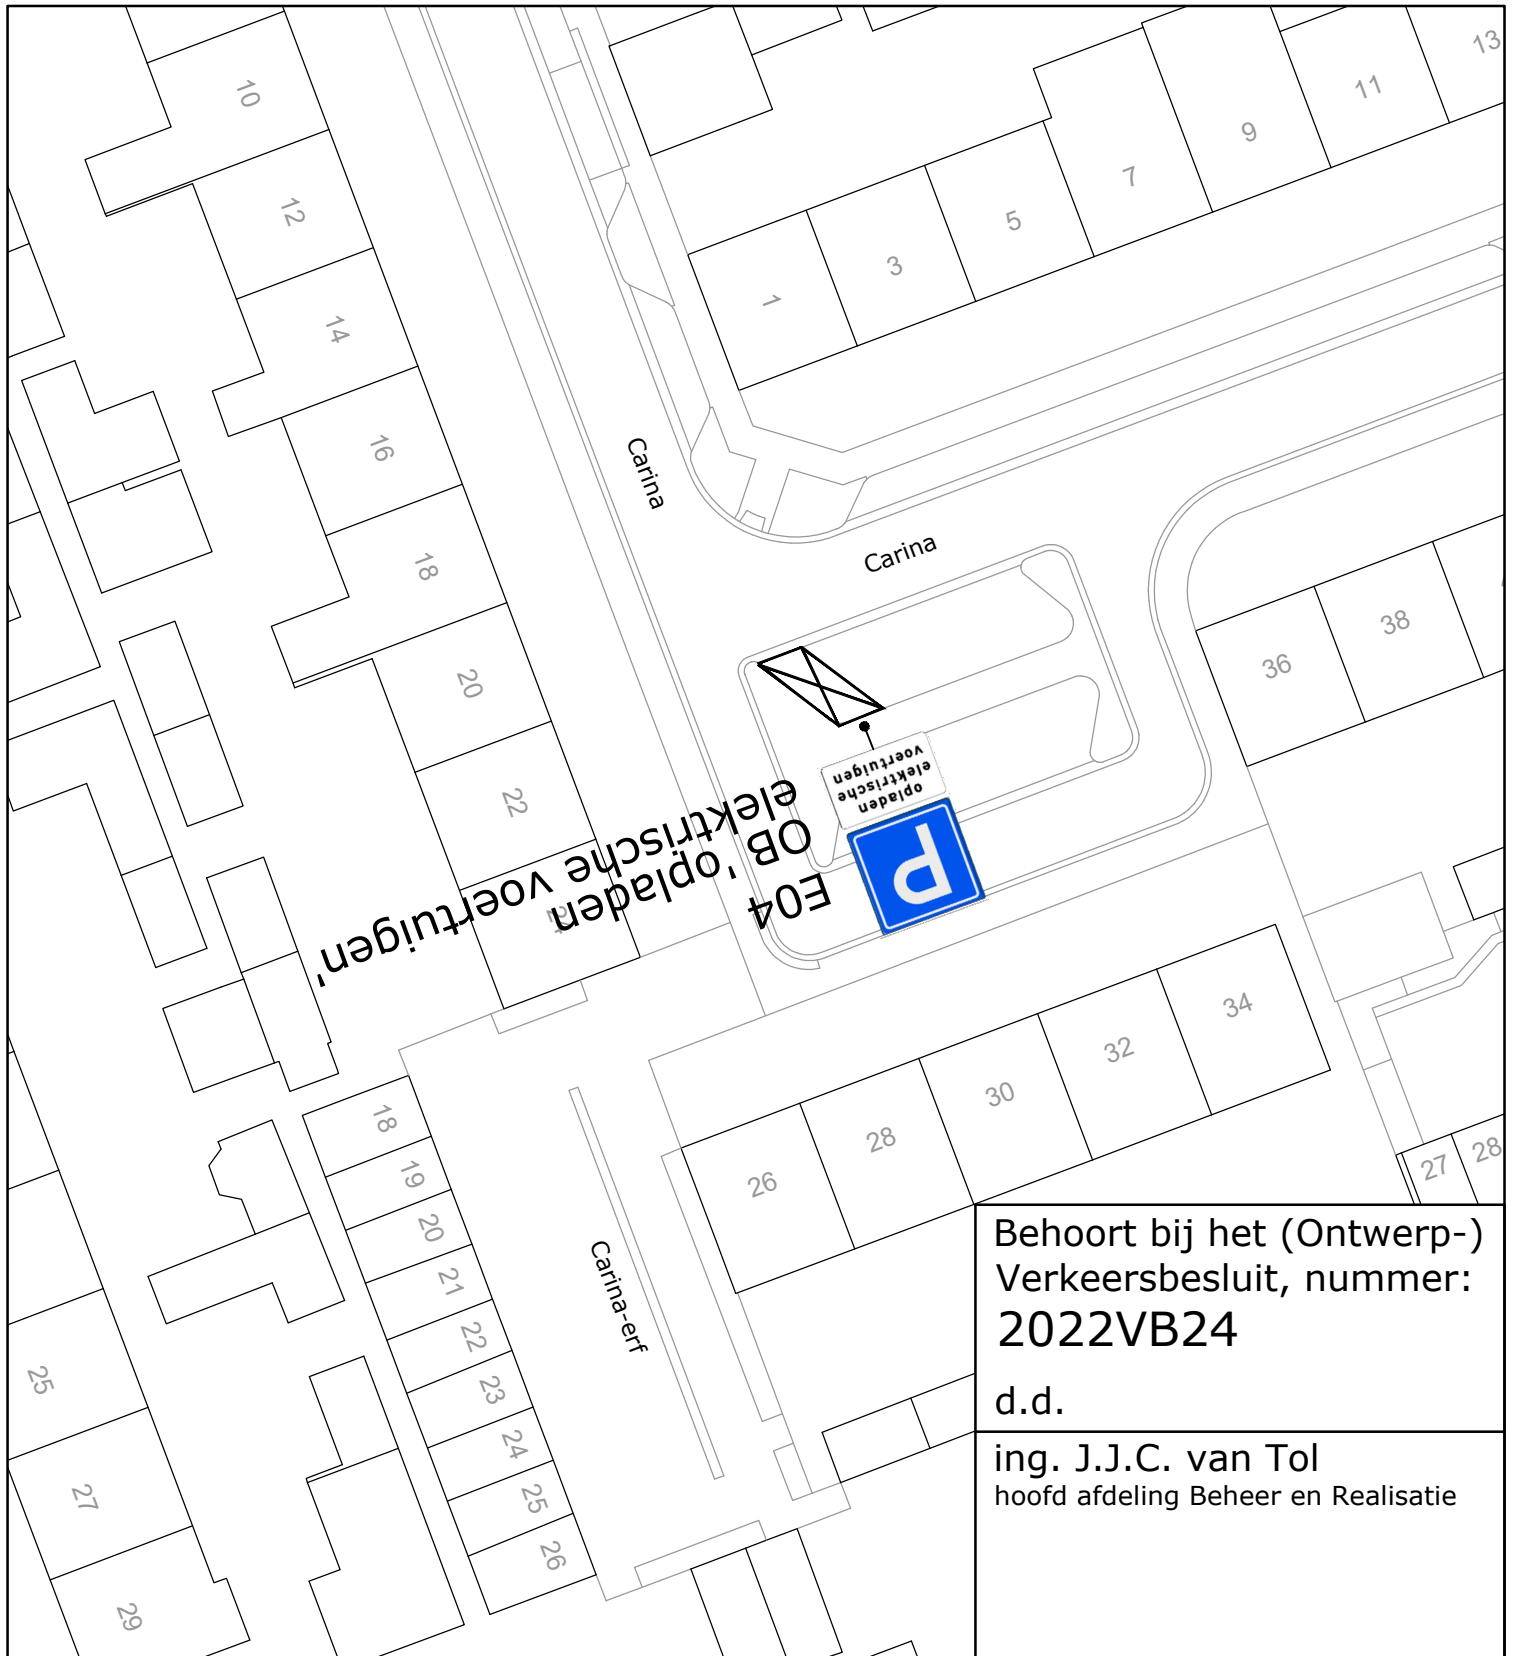 10
12
14
16
18
20
22
24
1
3
5
7
9
11
13
Carina
Carina
36
38
opladen
elektrische
voertuigen
P
E04
OB 'opladen
elektrische voertuigen'
18
19
20
21
22
23
24
25
26
Carina-erf
26
28
30
32
34
27
28
25
27
29
Behoort bij het (Ontwerp-)
Verkeersbesluit, nummer:
2022VB24
d.d.
ing. J.J.C. van Tol
hoofd afdeling Beheer en Realisatie